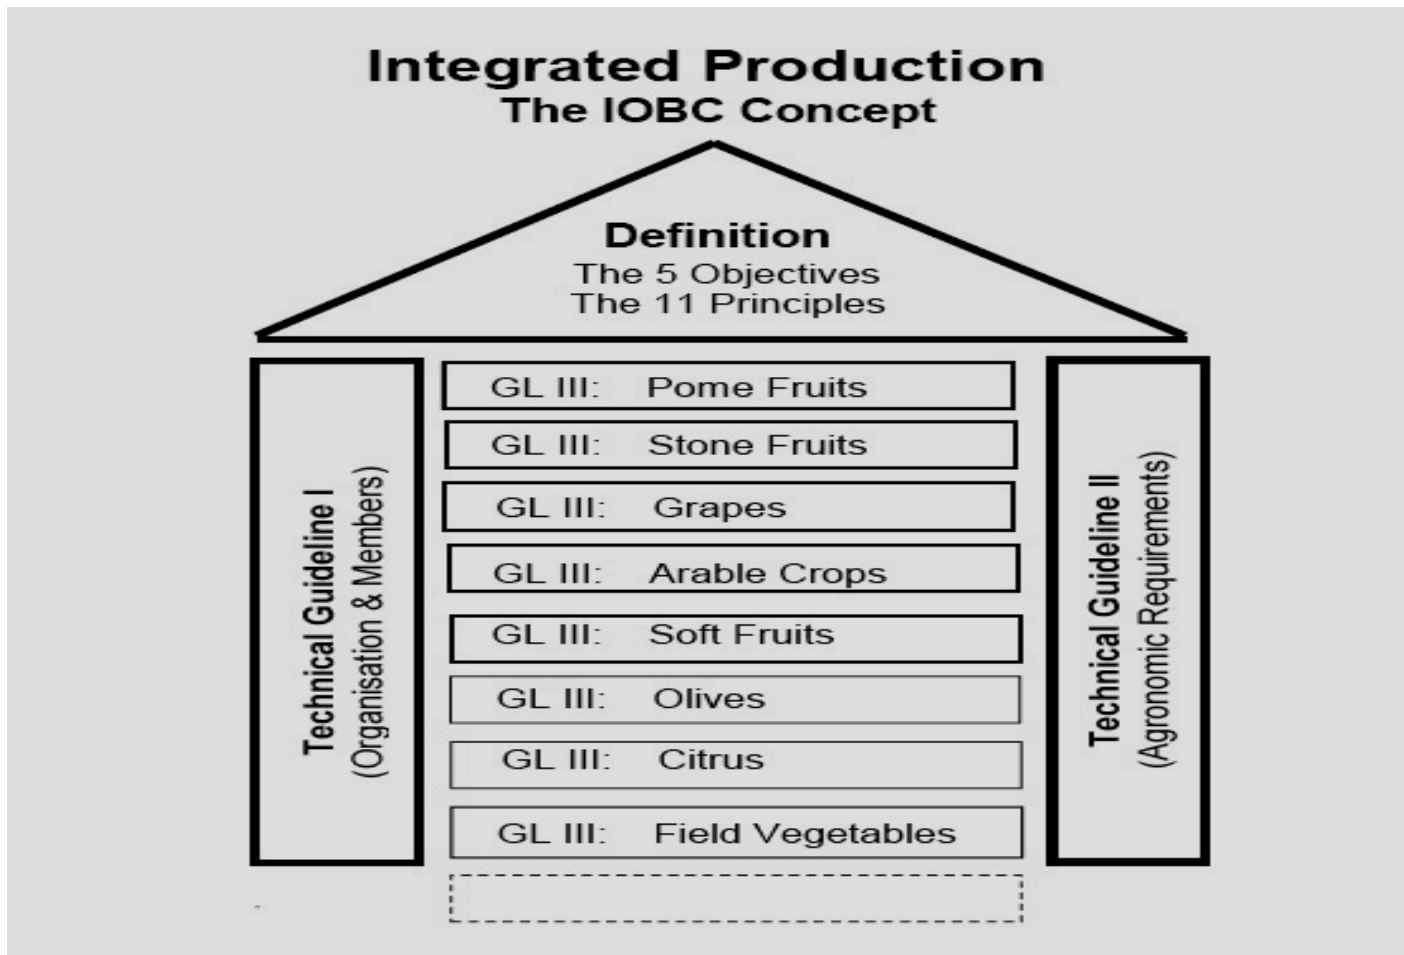 Integrated Production
The IOBC Concept
Definition
The 5 Objectives
The 11 Principles
Technical Guideline I
(Organisation & Members)
GL III: Pome Fruits
GL III: Stone Fruits
GL III: Grapes
GL III: Arable Crops
GL III: Soft Fruits
GL III: Olives
GL III: Citrus
GL III: Field Vegetables
Technical Guideline II
(Agronomic Requirements)